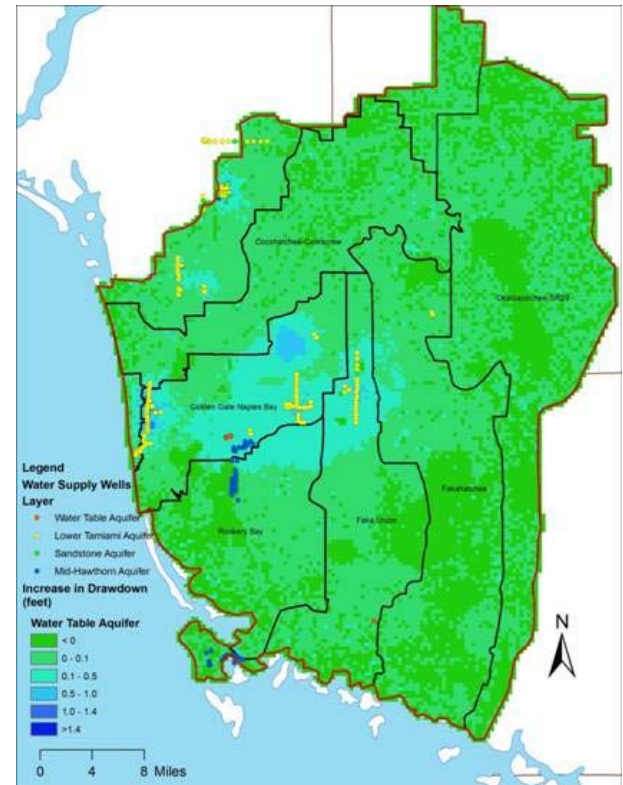 Cocohatchee-Corkscrew
Okaloacoochee-SR29
Golden Gate Naples Bay
Rookery Bay
Faka Union
Fakahatchee
Legend
Water Supply Wells
Layer
Water Table Aquifer
Lower Tamiami Aquifer
Sandstone Aquifer
Mid-Hawthorn Aquifer
Increase in Drawdown
(feet)
Water Table Aquifer
< 0
0 - 0.1
0.1 - 0.5
0.5 - 1.0
1.0 - 1.4
>1.4
N
0 4 8 Miles